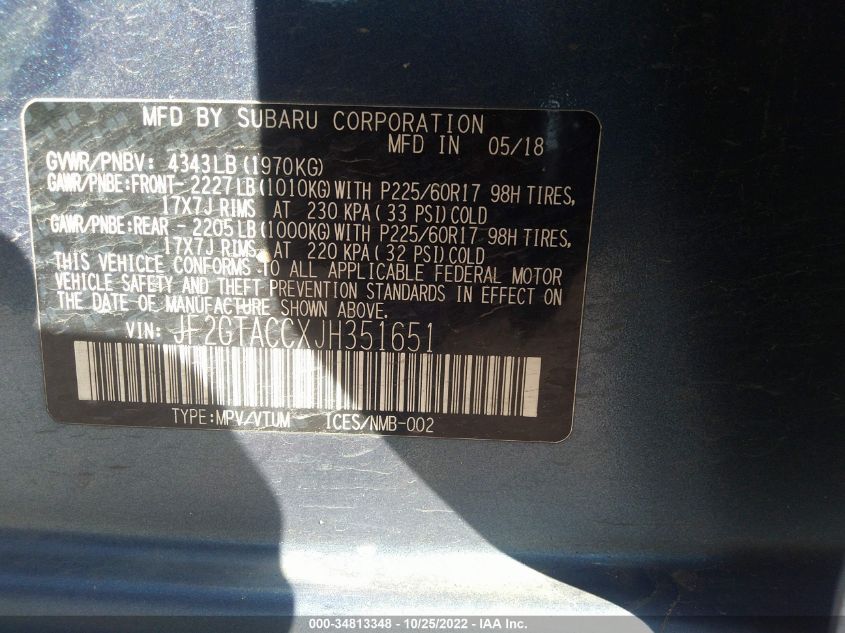 MFD BY SUBARU CORPORATION
MFD IN 05/18
GVWR/PNBV: 4343LB(1970KG)
GAWR/PNBE:FRONT-2227LB(1010KG)WITH P225/60R17 98H TIRES,
17X7J RIMS AT 230 KPA(33 PSI)COLD
GAWR/PNBE:REAR -2205LB(1000KG)WITH P225/60R17 98H TIRES,
17X7J RIMS AT 220 KPA(32 PSI)COLD
THIS VEHICLE CONFORMS TO ALL APPLICABLE FEDERAL MOTOR
VEHICLE SAFETY AND THEFT PREVENTION STANDARDS IN EFFECT ON
THE DATE OF MANUFACTURE SHOWN ABOVE.
VIN: JF2GTACCXJH351651
TYPE:MPV/VTUM ICES/NMB-002
000-34813348 - 10/25/2022 - © IAA, Inc.